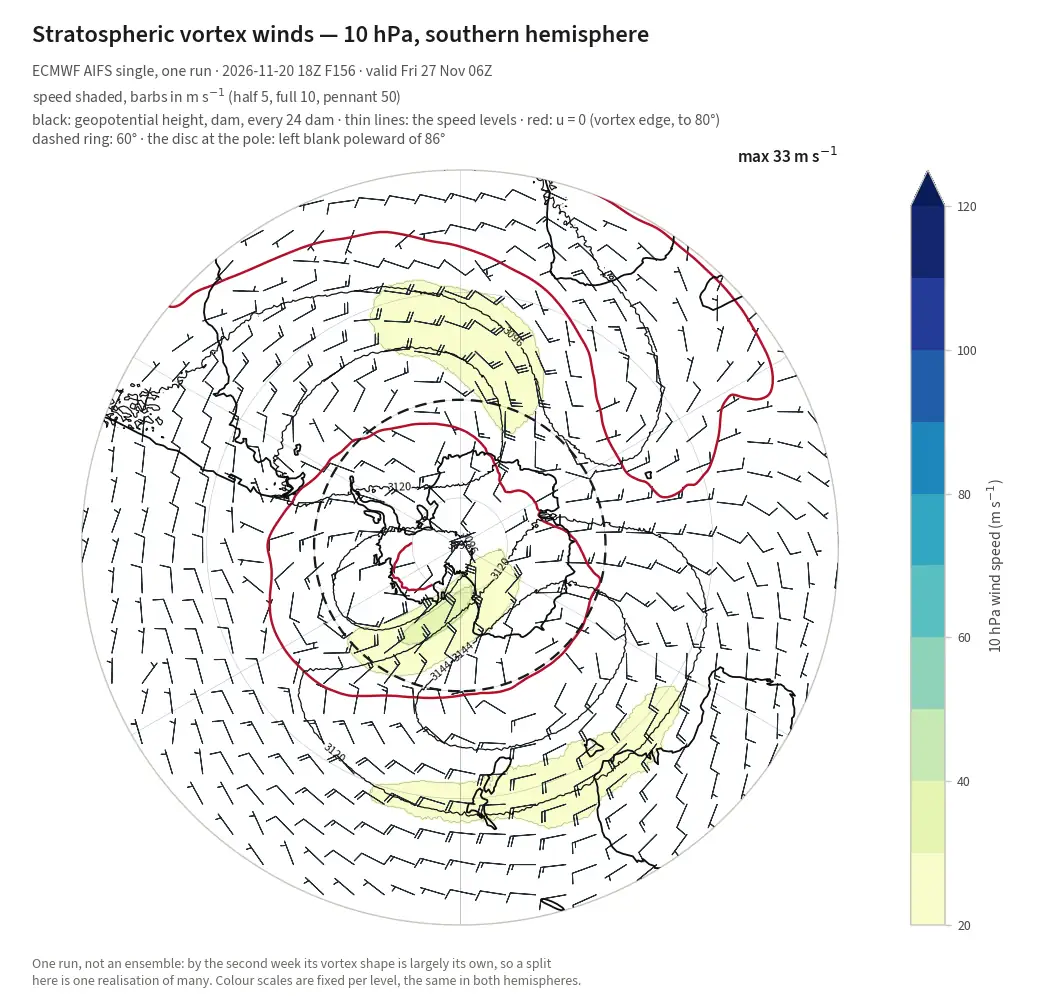 Stratospheric vortex winds — 10 hPa, southern hemisphere
ECMWF AIFS single, one run · 2026-11-20 18Z F156 · valid Fri 27 Nov 06Z
speed shaded, barbs in m s⁻¹ (half 5, full 10, pennant 50)
black: geopotential height, dam, every 24 dam · thin lines: the speed levels · red: u = 0 (vortex edge, to 80°)
dashed ring: 60° · the disc at the pole: left blank poleward of 86°
max 33 m s⁻¹
120
100
80
60
40
20
10 hPa wind speed (m s⁻¹)
3096
3120
3120
3144
3144
3120
One run, not an ensemble: by the second week its vortex shape is largely its own, so a split
here is one realisation of many. Colour scales are fixed per level, the same in both hemispheres.